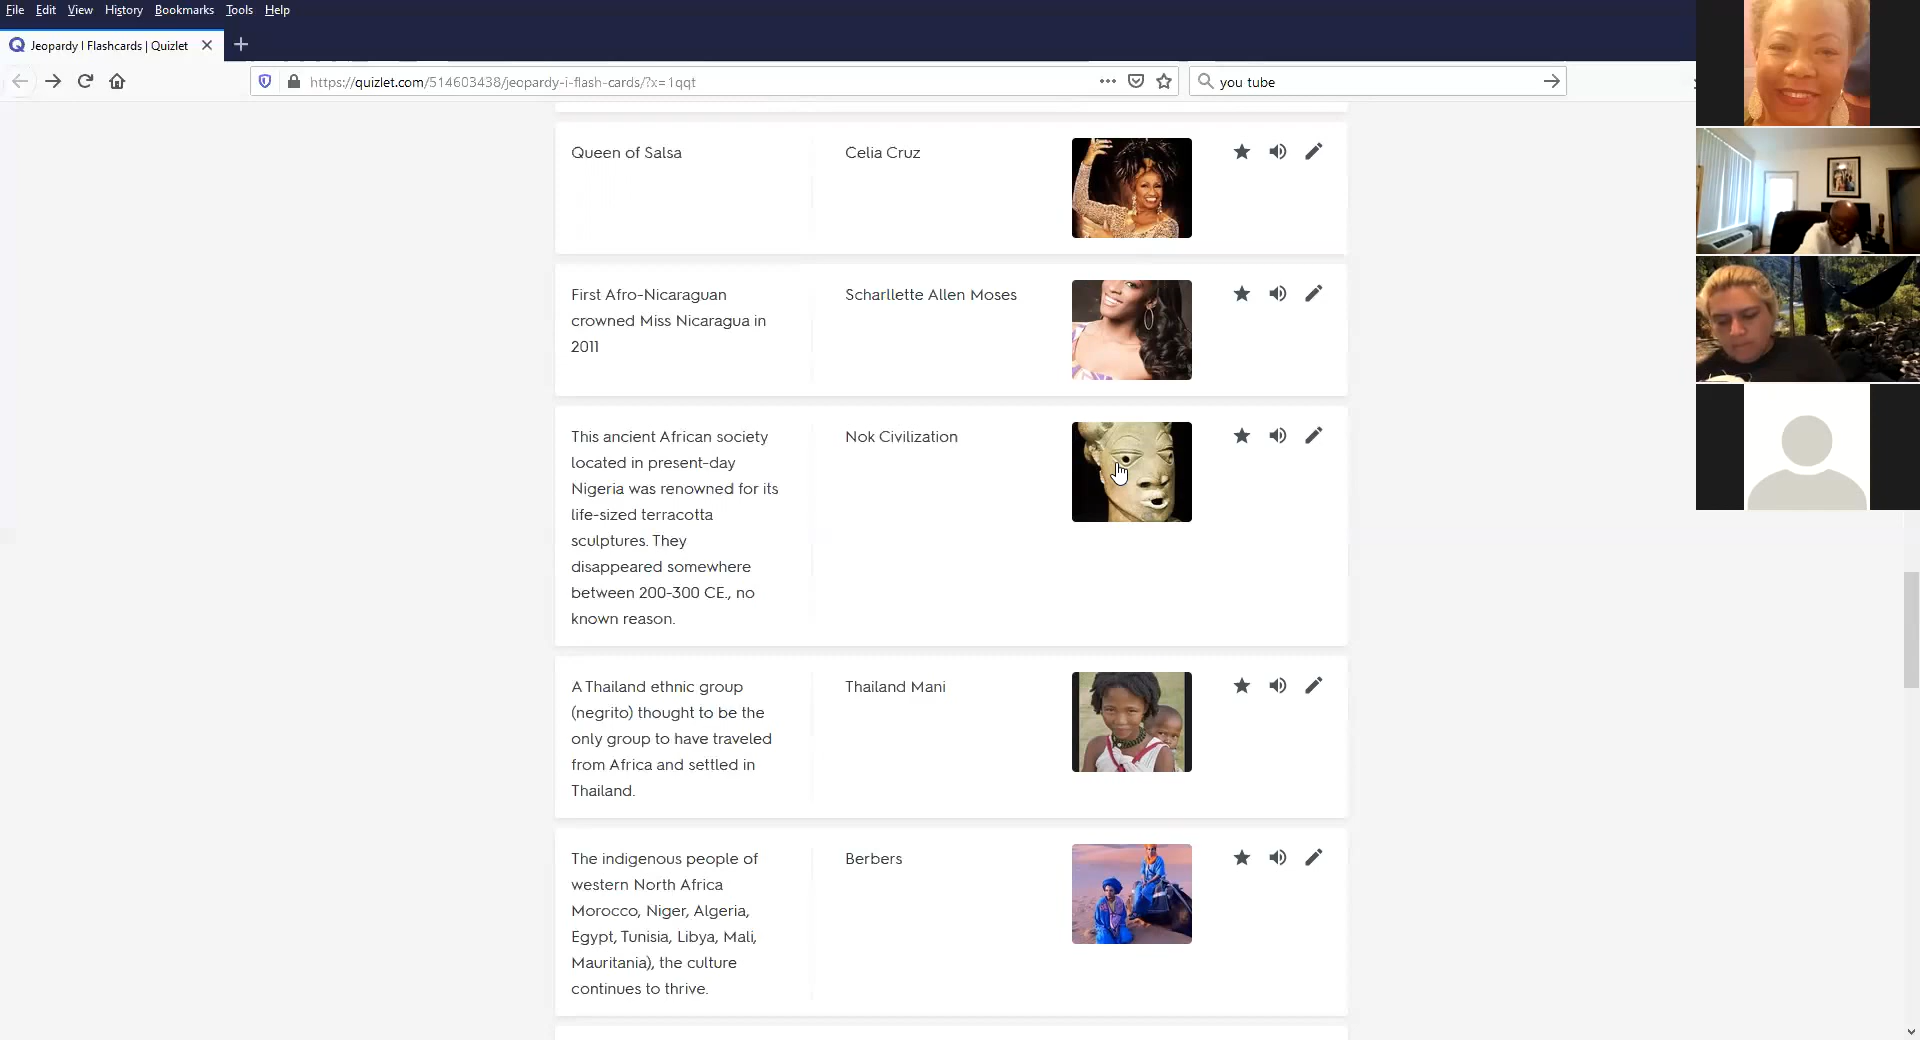 File Edit View History Bookmarks Tools Help
Jeopardy I Flashcards | Quizlet
https://quizlet.com/514603438/jeopardy-i-flash-cards/?x=1qqt
you tube
Queen of Salsa
Celia Cruz
First Afro-Nicaraguan
crowned Miss Nicaragua in
2011
Scharllette Allen Moses
This ancient African society
located in present-day
Nigeria was renowned for its
life-sized terracotta
sculptures. They
disappeared somewhere
between 200-300 CE., no
known reason.
Nok Civilization
A Thailand ethnic group
(negrito) thought to be the
only group to have traveled
from Africa and settled in
Thailand.
Thailand Mani
The indigenous people of
western North Africa
Morocco, Niger, Algeria,
Egypt, Tunisia, Libya, Mali,
Mauritania), the culture
continues to thrive.
Berbers